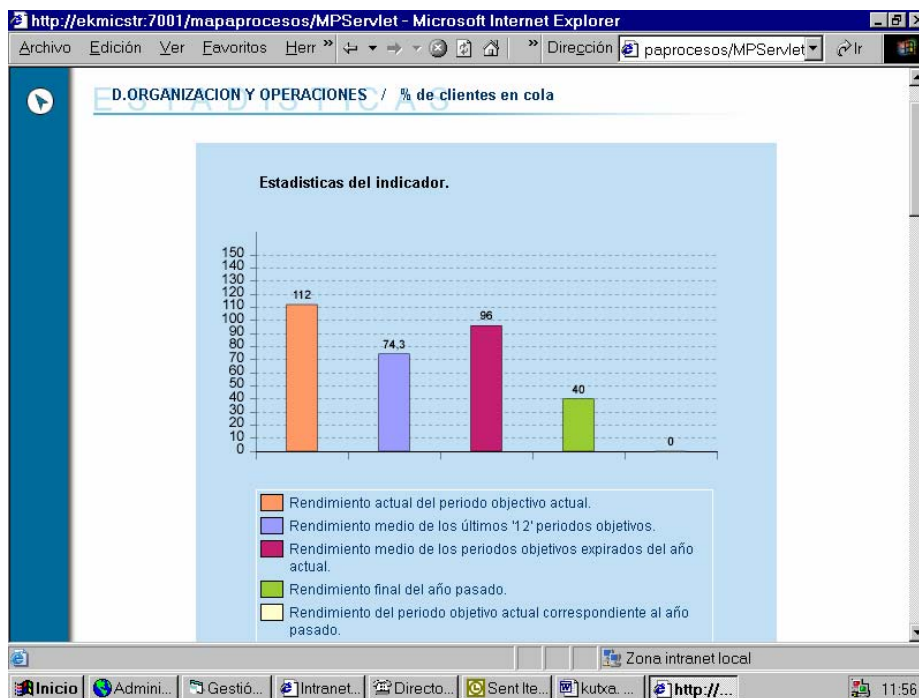 http://ekmicstr:7001/mapaprocesos/MPServlet - Microsoft Internet Explorer
Archivo Edición Ver Favoritos Herr » » Dirección paprocesos/MPServlet Ir
ESTADISTICAS
D.ORGANIZACION Y OPERACIONES / % de clientes en cola
Estadisticas del indicador.
150
140
130
120
110
100
90
80
70
60
50
40
30
20
10
0
112
74,3
96
40
0
Rendimiento actual del periodo objectivo actual.
Rendimiento medio de los últimos '12' periodos objetivos.
Rendimiento medio de los periodos objetivos expirados del año
actual.
Rendimiento final del año pasado.
Rendimiento del periodo objetivo actual correspondiente al año
pasado.
Zona intranet local
Inicio Admini... Gestió... Intranet... Directo... Sent Ite... kutxa. ... http://... 11:56